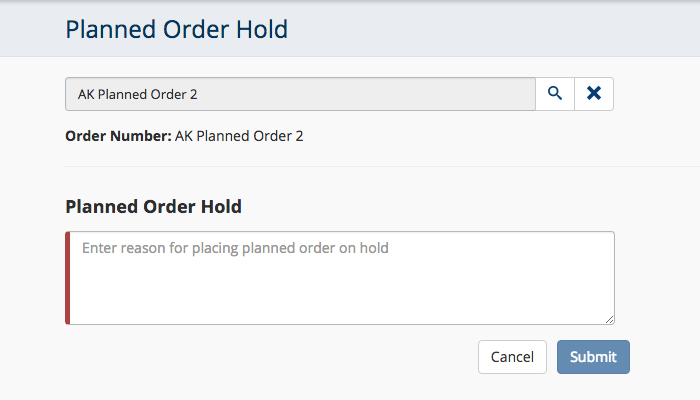 Planned Order Hold
AK Planned Order 2
Order Number: AK Planned Order 2
Planned Order Hold
Enter reason for placing planned order on hold
Cancel Submit